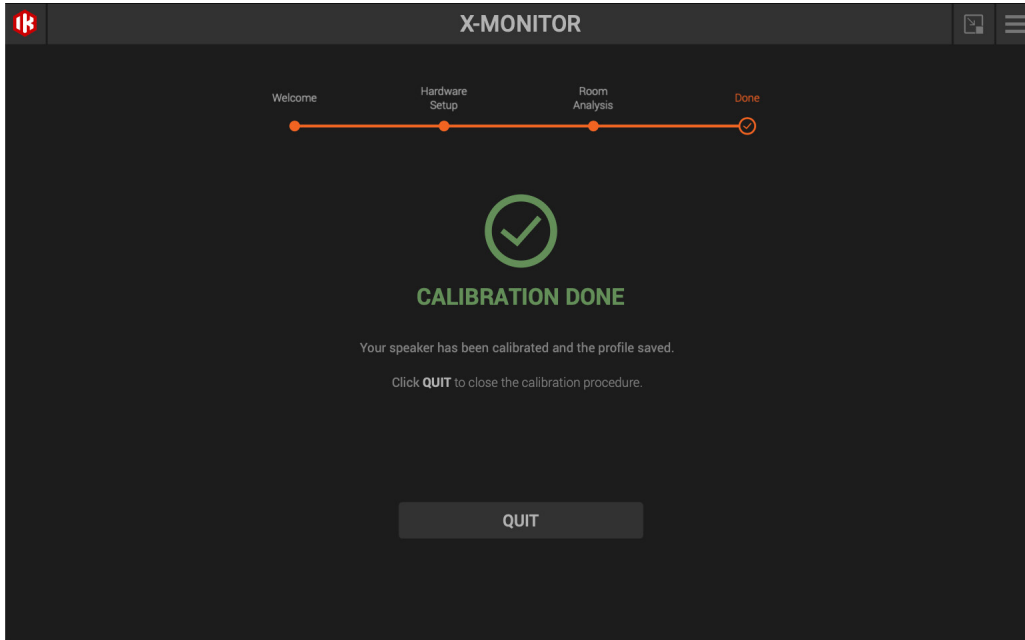 X-MONITOR
Welcome
Hardware
Setup
Room
Analysis
Done
CALIBRATION DONE
Your speaker has been calibrated and the profile saved.
Click QUIT to close the calibration procedure.
QUIT